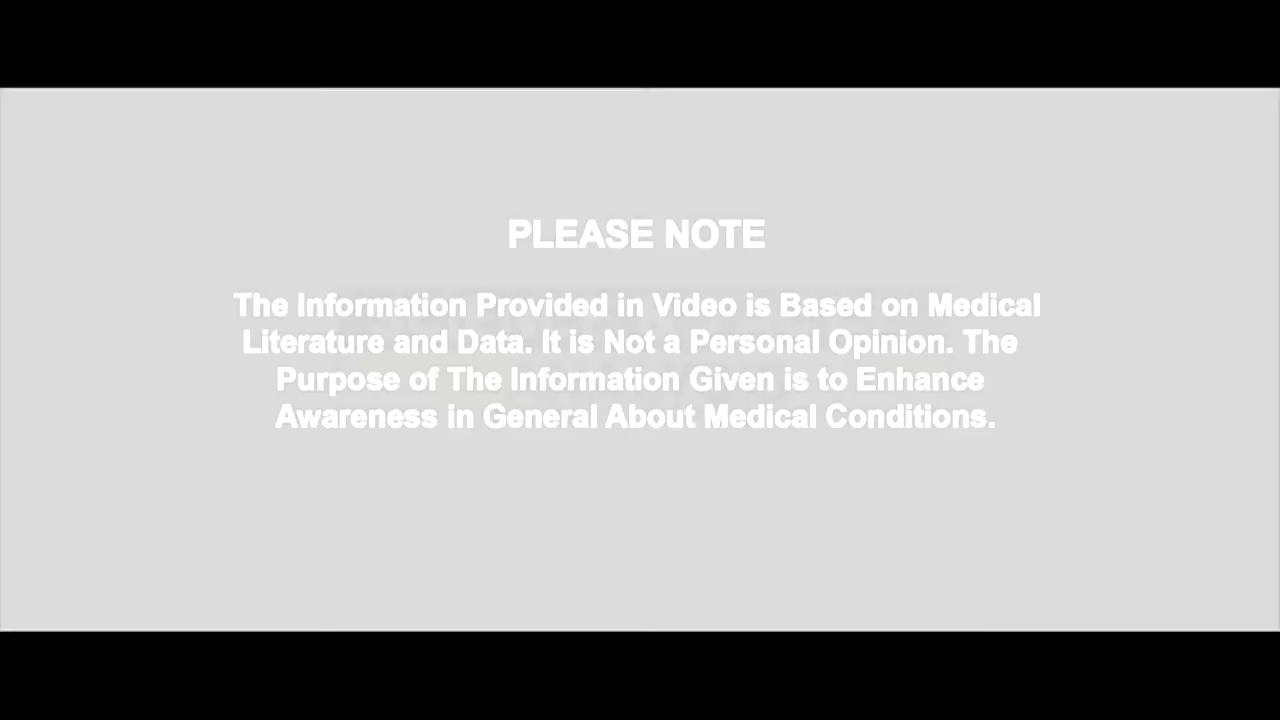 PLEASE NOTE
The Information Provided in Video is Based on Medical
Literature and Data. It is Not a Personal Opinion. The
Purpose of The Information Given is to Enhance
Awareness in General About Medical Conditions.